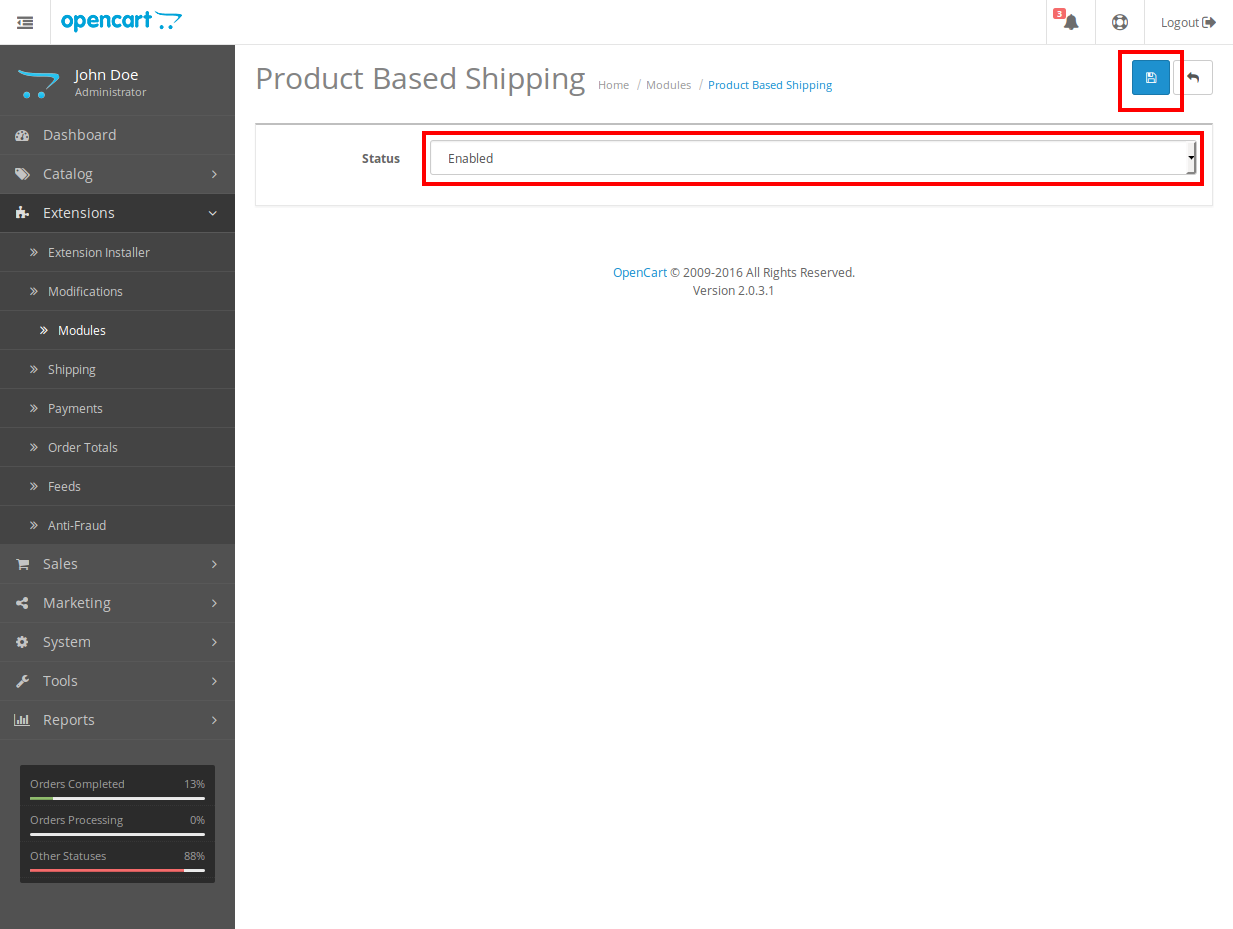 opencart
3
Logout
John Doe
Administrator
Product Based Shipping
Home / Modules / Product Based Shipping
Dashboard
Catalog
Extensions
Extension Installer
Modifications
Modules
Shipping
Payments
Order Totals
Feeds
Anti-Fraud
Sales
Marketing
System
Tools
Reports
Orders Completed 13%
Orders Processing 0%
Other Statuses 88%
Status Enabled
OpenCart © 2009-2016 All Rights Reserved.
Version 2.0.3.1